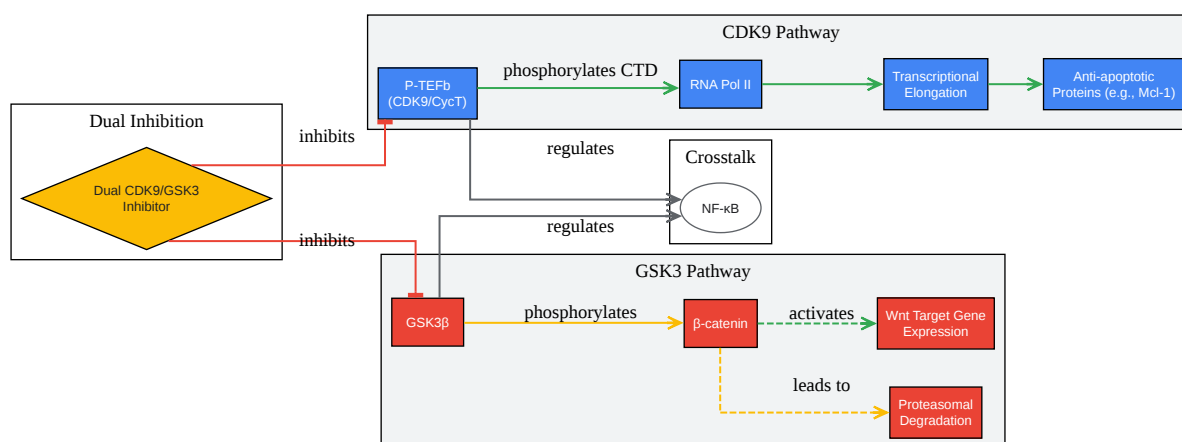 CDK9 Pathway
P-TEFb
(CDK9/CycT)
phosphorylates CTD
RNA Pol II
Transcriptional
Elongation
Anti-apoptotic
Proteins (e.g., Mcl-1)
Dual Inhibition
Dual CDK9/GSK3
Inhibitor
inhibits
inhibits
regulates
regulates
Crosstalk
NF-κB
GSK3 Pathway
GSK3β
phosphorylates
β-catenin
activates
Wnt Target Gene
Expression
leads to
Proteasomal
Degradation